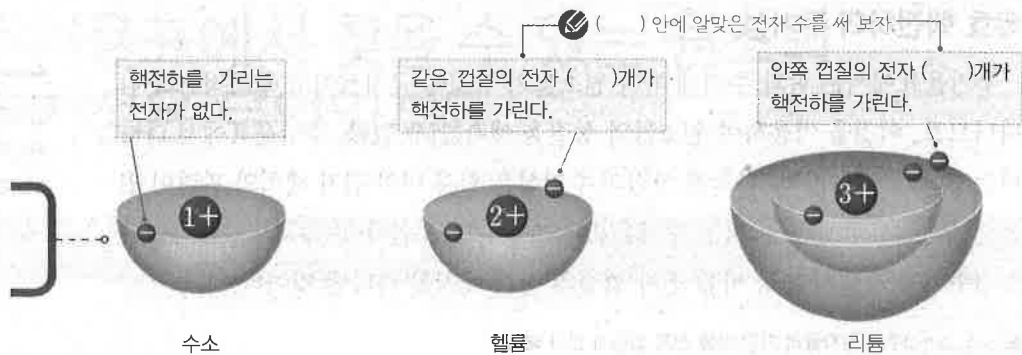 ( ) 안에 알맞은 전자 수를 써 보자.
핵전하를 가리는
전자가 없다.
같은 껍질의 전자 ( )개가
핵전하를 가린다.
안쪽 껍질의 전자 ( )개가
핵전하를 가린다.
1+
2+
3+
수소
헬륨
리튬